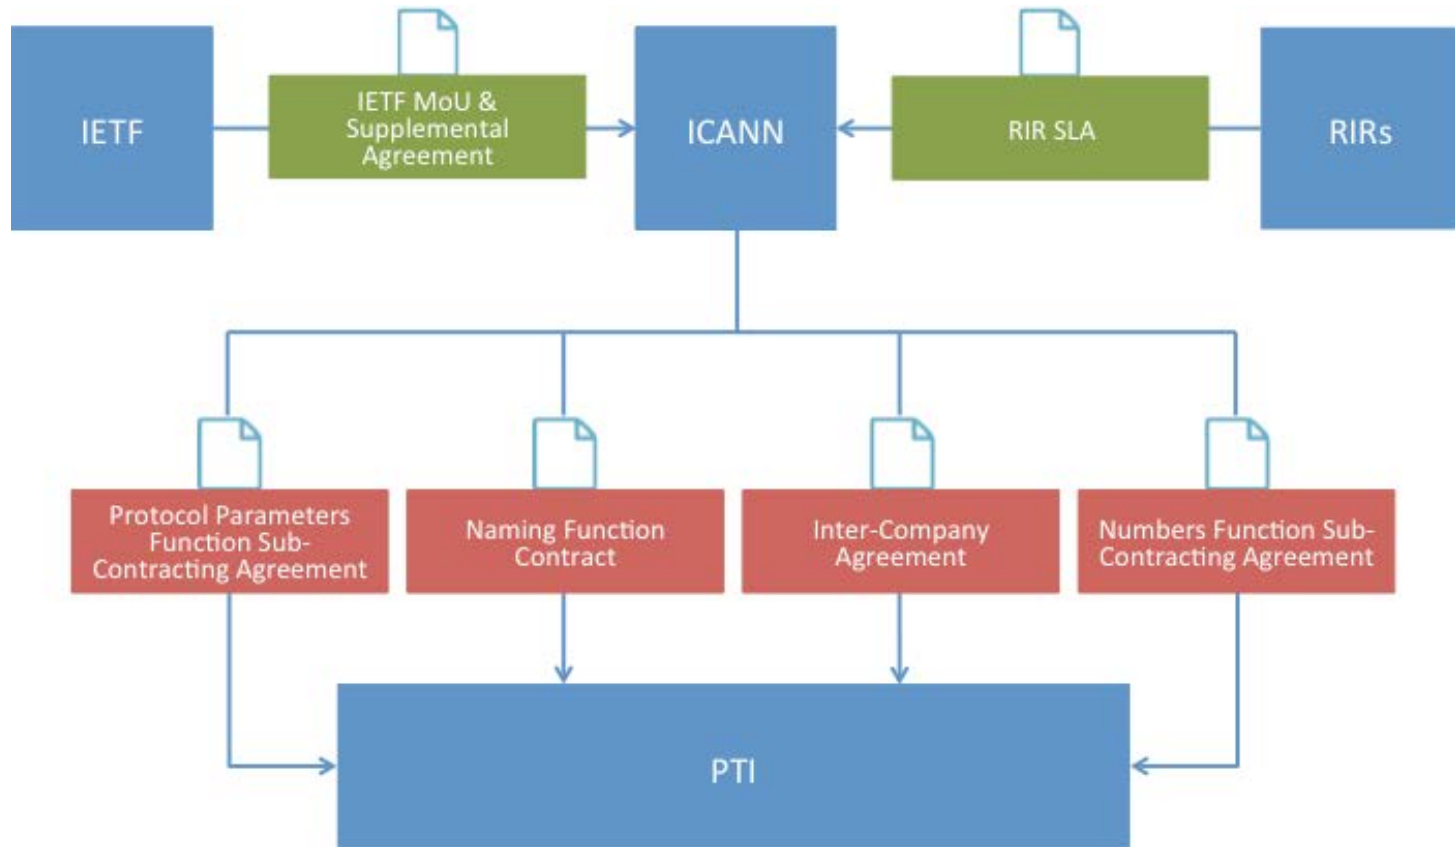 IETF
IETF MoU &
Supplemental
Agreement
ICANN
RIR SLA
RIRs
Protocol Parameters
Function Sub-
Contracting Agreement
Naming Function
Contract
Inter-Company
Agreement
Numbers Function Sub-
Contracting Agreement
PTI